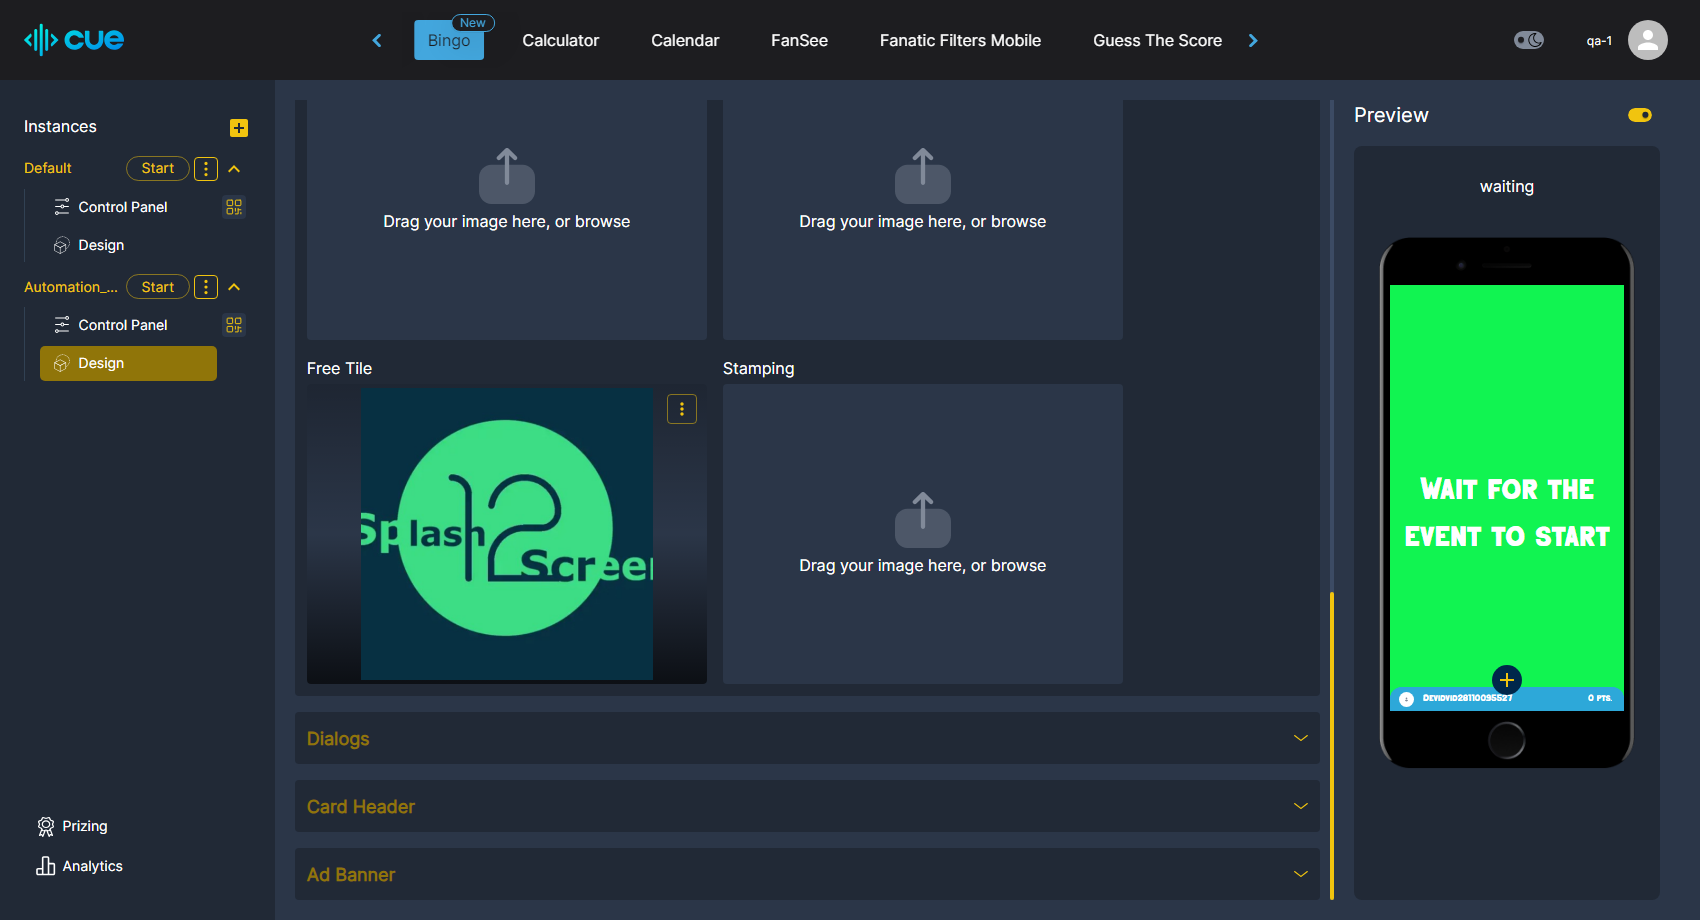 cue
New
Bingo
Calculator
Calendar
FanSee
Fanatic Filters Mobile
Guess The Score
qa-1
Instances
Default
Start
Control Panel
Design
Automation_...
Start
Control Panel
Design
Prizing
Analytics
Drag your image here, or browse
Drag your image here, or browse
Free Tile
Stamping
12
Splash
Screen
Drag your image here, or browse
Dialogs
Card Header
Ad Banner
Preview
waiting
WAIT FOR THE
EVENT TO START
0 PTS.